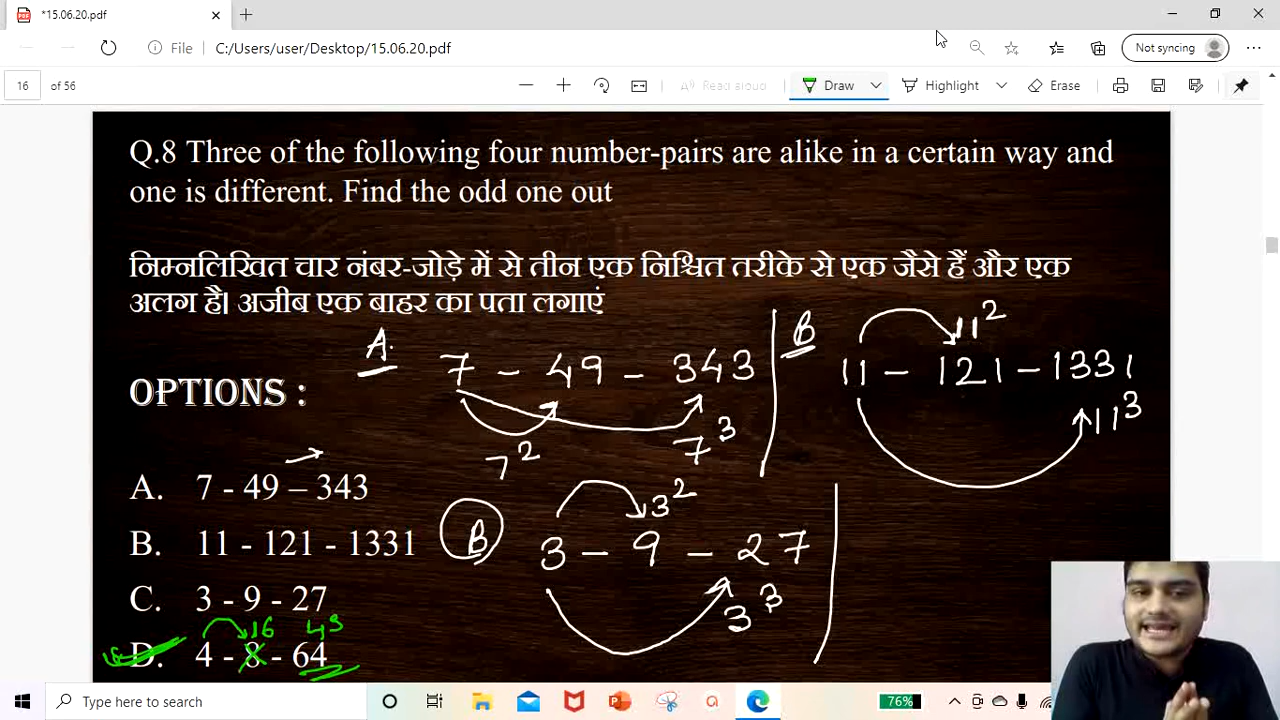 *15.06.20.pdf
File C:/Users/user/Desktop/15.06.20.pdf
Not syncing
16 of 56
Read aloud
Draw
Highlight
Erase
Q.8 Three of the following four number-pairs are alike in a certain way and
one is different. Find the odd one out
निम्नलिखित चार नंबर-जोड़े में से तीन एक निश्चित तरीके से एक जैसे हैं और एक
अलग है। अजीब एक बाहर का पता लगाएं
A. 7 - 49 - 343
7² 7³
B 11 - 121 - 1331
11² 11³
OPTIONS :
A. 7 - 49 – 343
B. 11 - 121 - 1331
C. 3 - 9 - 27
16 4³
D. 4 - 8 - 64
B 3 - 9 - 27
3² 3³
Type here to search
76%